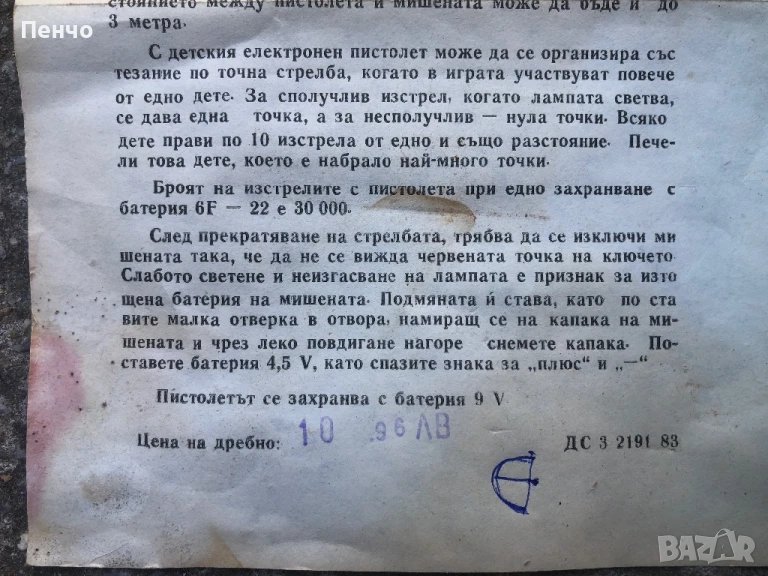 Пенчо
стоянието между пистолета и мишената може да бъде и до
3 метра.
С детския електронен пистолет може да се организира със
тезание по точна стрелба, когато в играта участвуват повече
от едно дете. За сполучлив изстрел, когато лампата светва,
се дава една точка, а за несполучлив — нула точки. Всяко
дете прави по 10 изстрела от едно и също разстояние. Пече-
ли това дете, което е набрало най-много точки.
Броят на изстрелите с пистолета при едно захранване с
батерия 6F — 22 е 30 000.
След прекратяване на стрелбата, трябва да се изключи ми
шената така, че да не се вижда червената точка на ключето.
Слабото светене и неизгасване на лампата е признак за изто
щена батерия на мишената. Подмяната ѝ става, като по ста
вите малка отверка в отвора, намиращ се на капака на ми-
шената и чрез леко повдигане нагоре снемете капака. По-
ставете батерия 4,5 V, като спазите знака за „плюс“ и „—“
Пистолетът се захранва с батерия 9 V
Цена на дребно: 10 96 ЛВ
ДС 3 2191 83
BAZAR